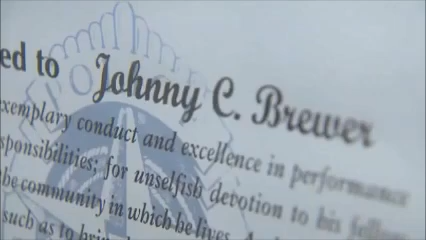 ed to Johnny C. Brewer
exemplary conduct and excellence in performance
sponsibilities; for unselfish devotion to his fellow
be community in which he lives.
such as to